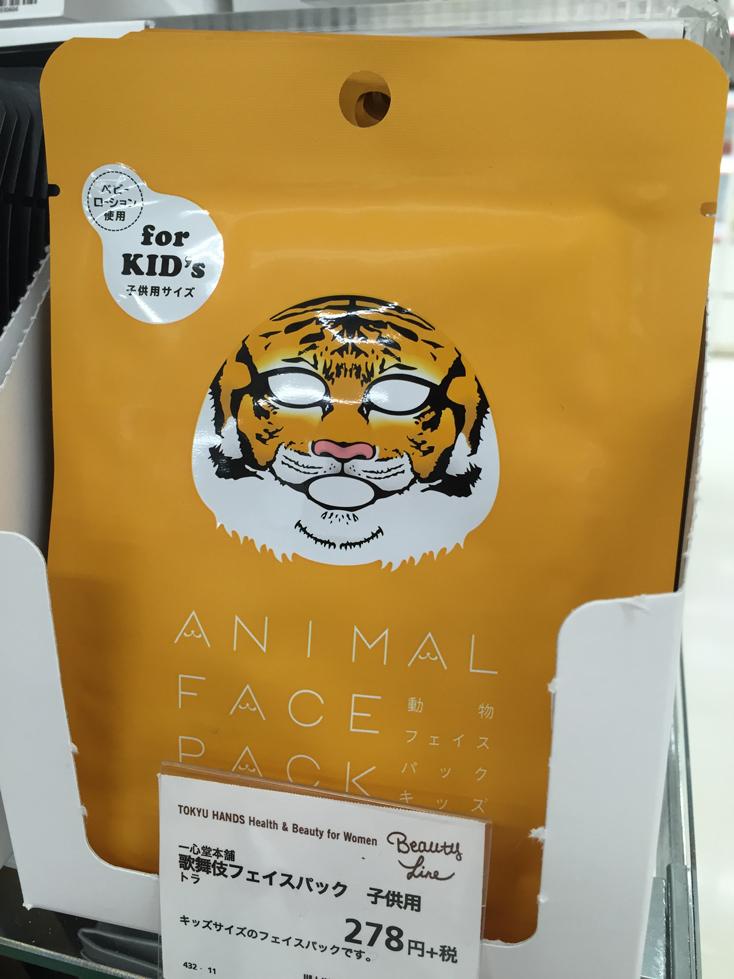 ベビー
ローション
使用
for
KID's
子供用サイズ
ANIMAL
FACE
PACK
動物
フェイス
パック
キッズ
TOKYU HANDS Health & Beauty for Women
Beauty
Line
一心堂本舗
歌舞伎フェイスパック 子供用
トラ
278円+税
キッズサイズのフェイスパックです。
432 - 11